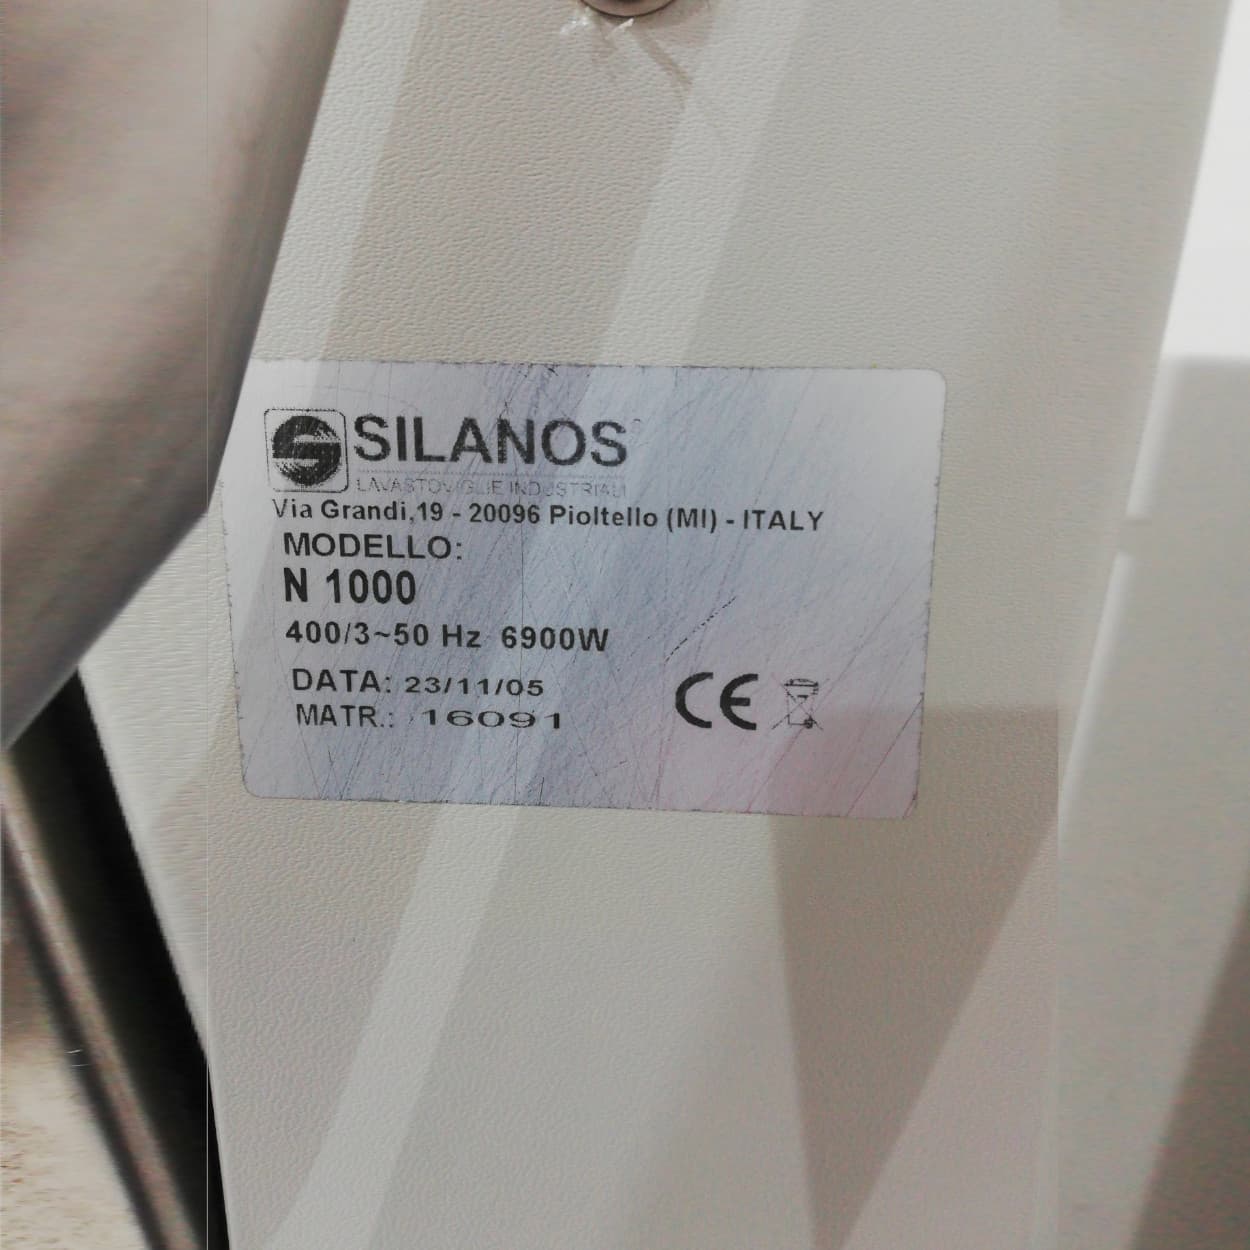 SILANOS
LAVASTOVIGLIE INDUSTRIALI
Via Grandi,19 - 20096 Pioltello (MI) - ITALY
MODELLO:
N 1000
400/3~50 Hz 6900W
DATA: 23/11/05
MATR.: 16091
CE